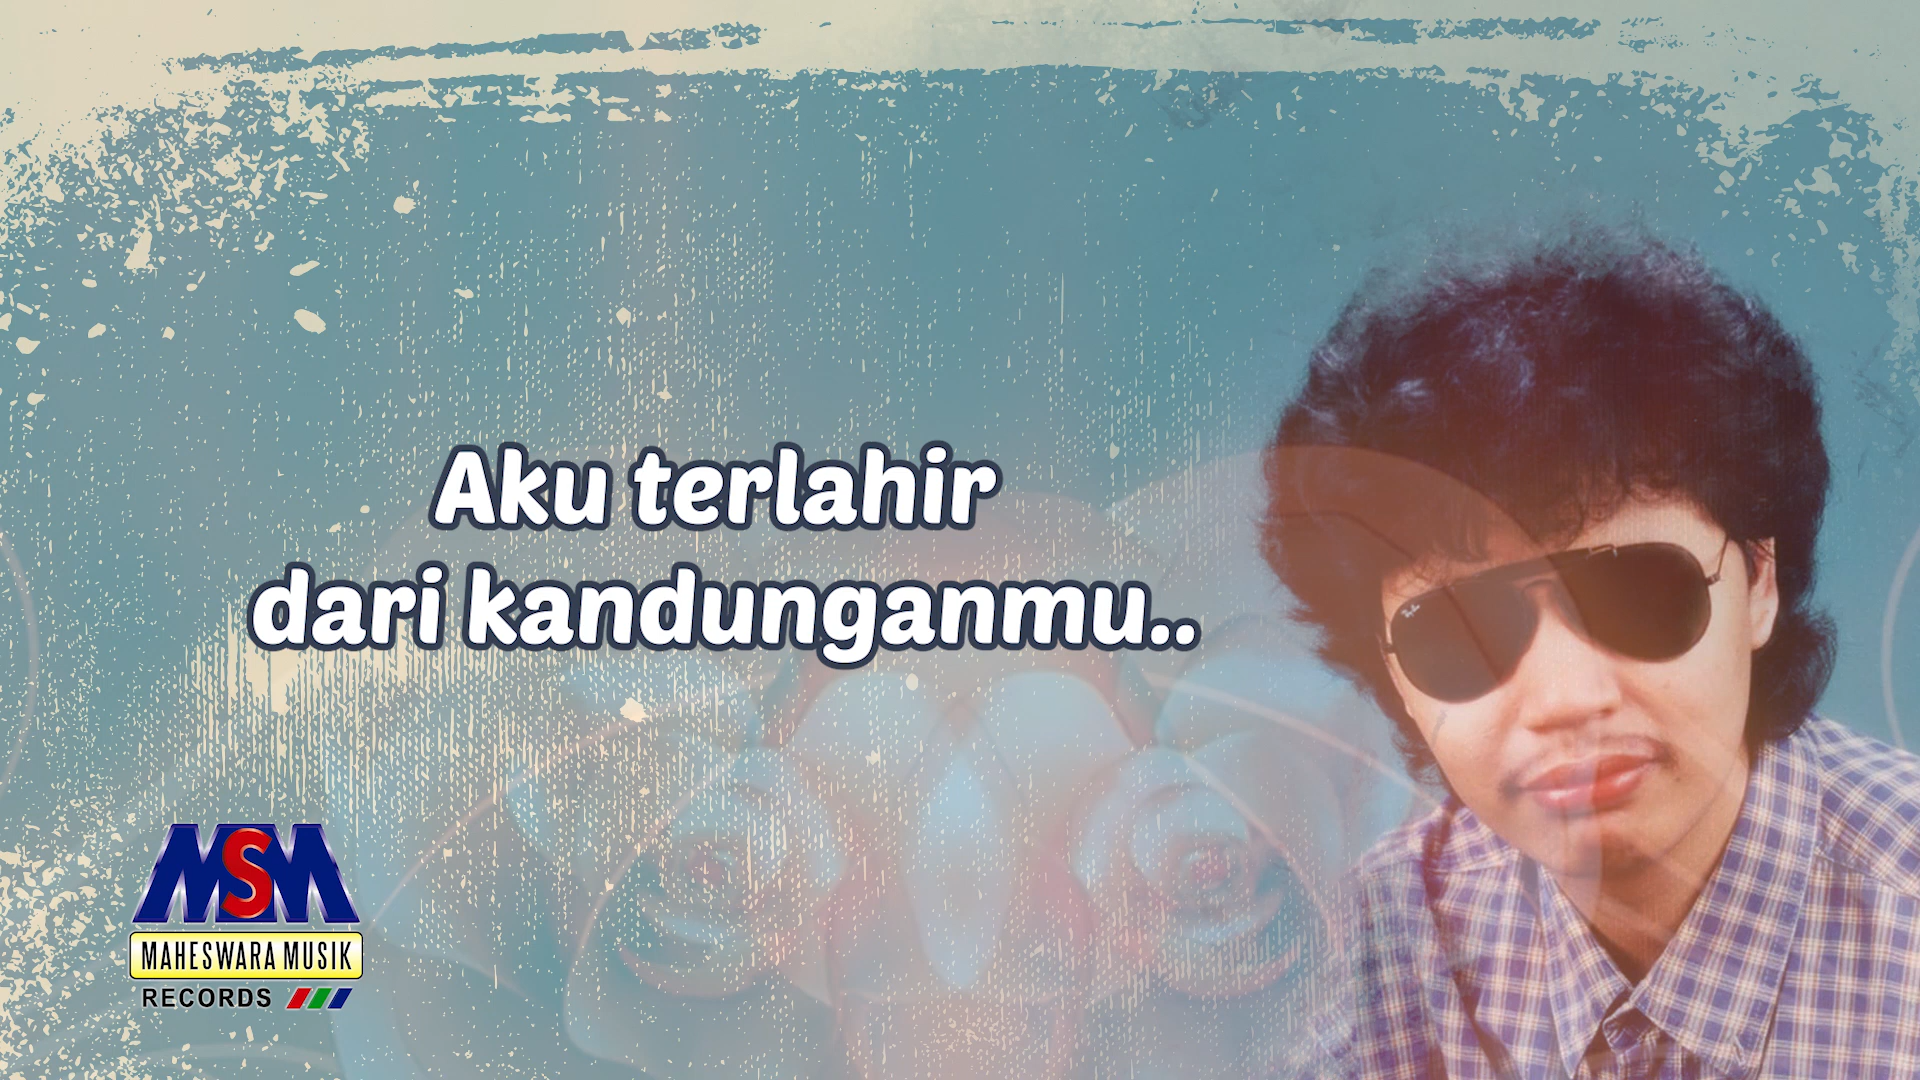 Aku terlahir
dari kandunganmu..
MSM
MAHESWARA MUSIK
RECORDS